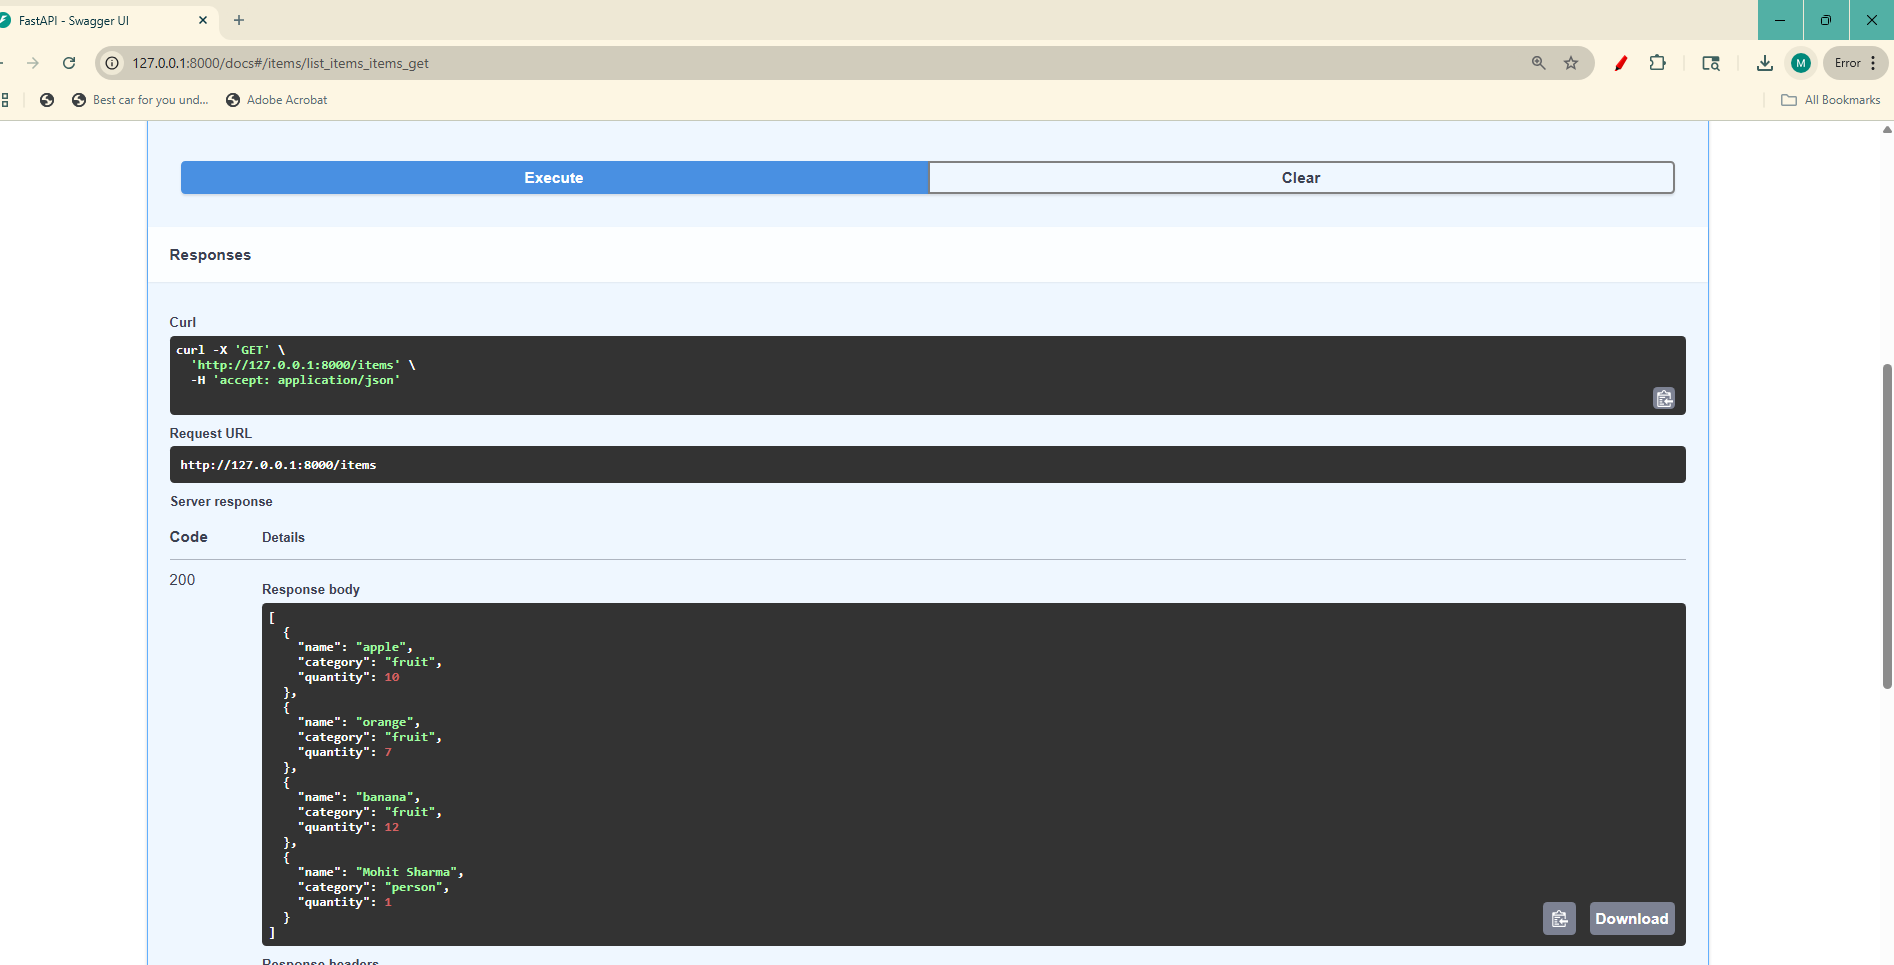 FastAPI - Swagger UI
127.0.0.1:8000/docs#/items/list_items_items_get
M
Error
Best car for you und...
Adobe Acrobat
All Bookmarks
Execute
Clear
Responses
Curl
curl -X 'GET' \
'http://127.0.0.1:8000/items' \
-H 'accept: application/json'
Request URL
http://127.0.0.1:8000/items
Server response
Code
Details
200
Response body
[
{
"name": "apple",
"category": "fruit",
"quantity": 10
},
{
"name": "orange",
"category": "fruit",
"quantity": 7
},
{
"name": "banana",
"category": "fruit",
"quantity": 12
},
{
"name": "Mohit Sharma",
"category": "person",
"quantity": 1
}
]
Download
Response headers